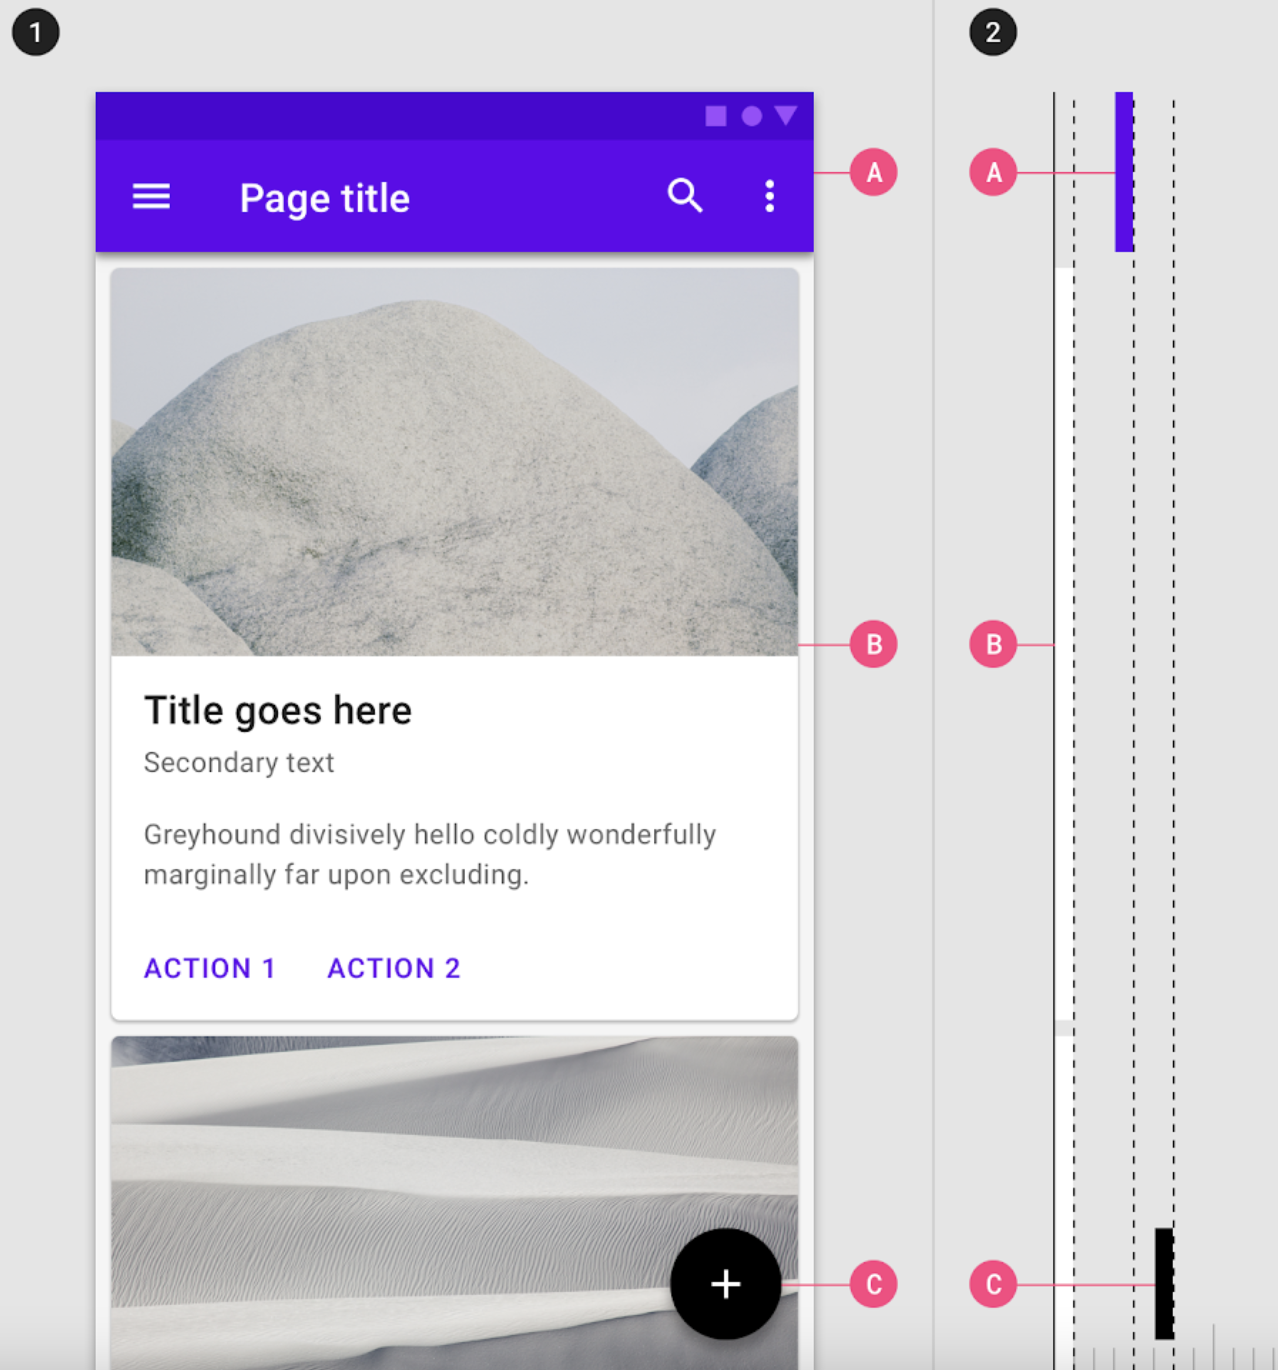 1
2
Page title
A
A
B
B
Title goes here
Secondary text
Greyhound divisively hello coldly wonderfully
marginally far upon excluding.
ACTION 1 ACTION 2
C
C